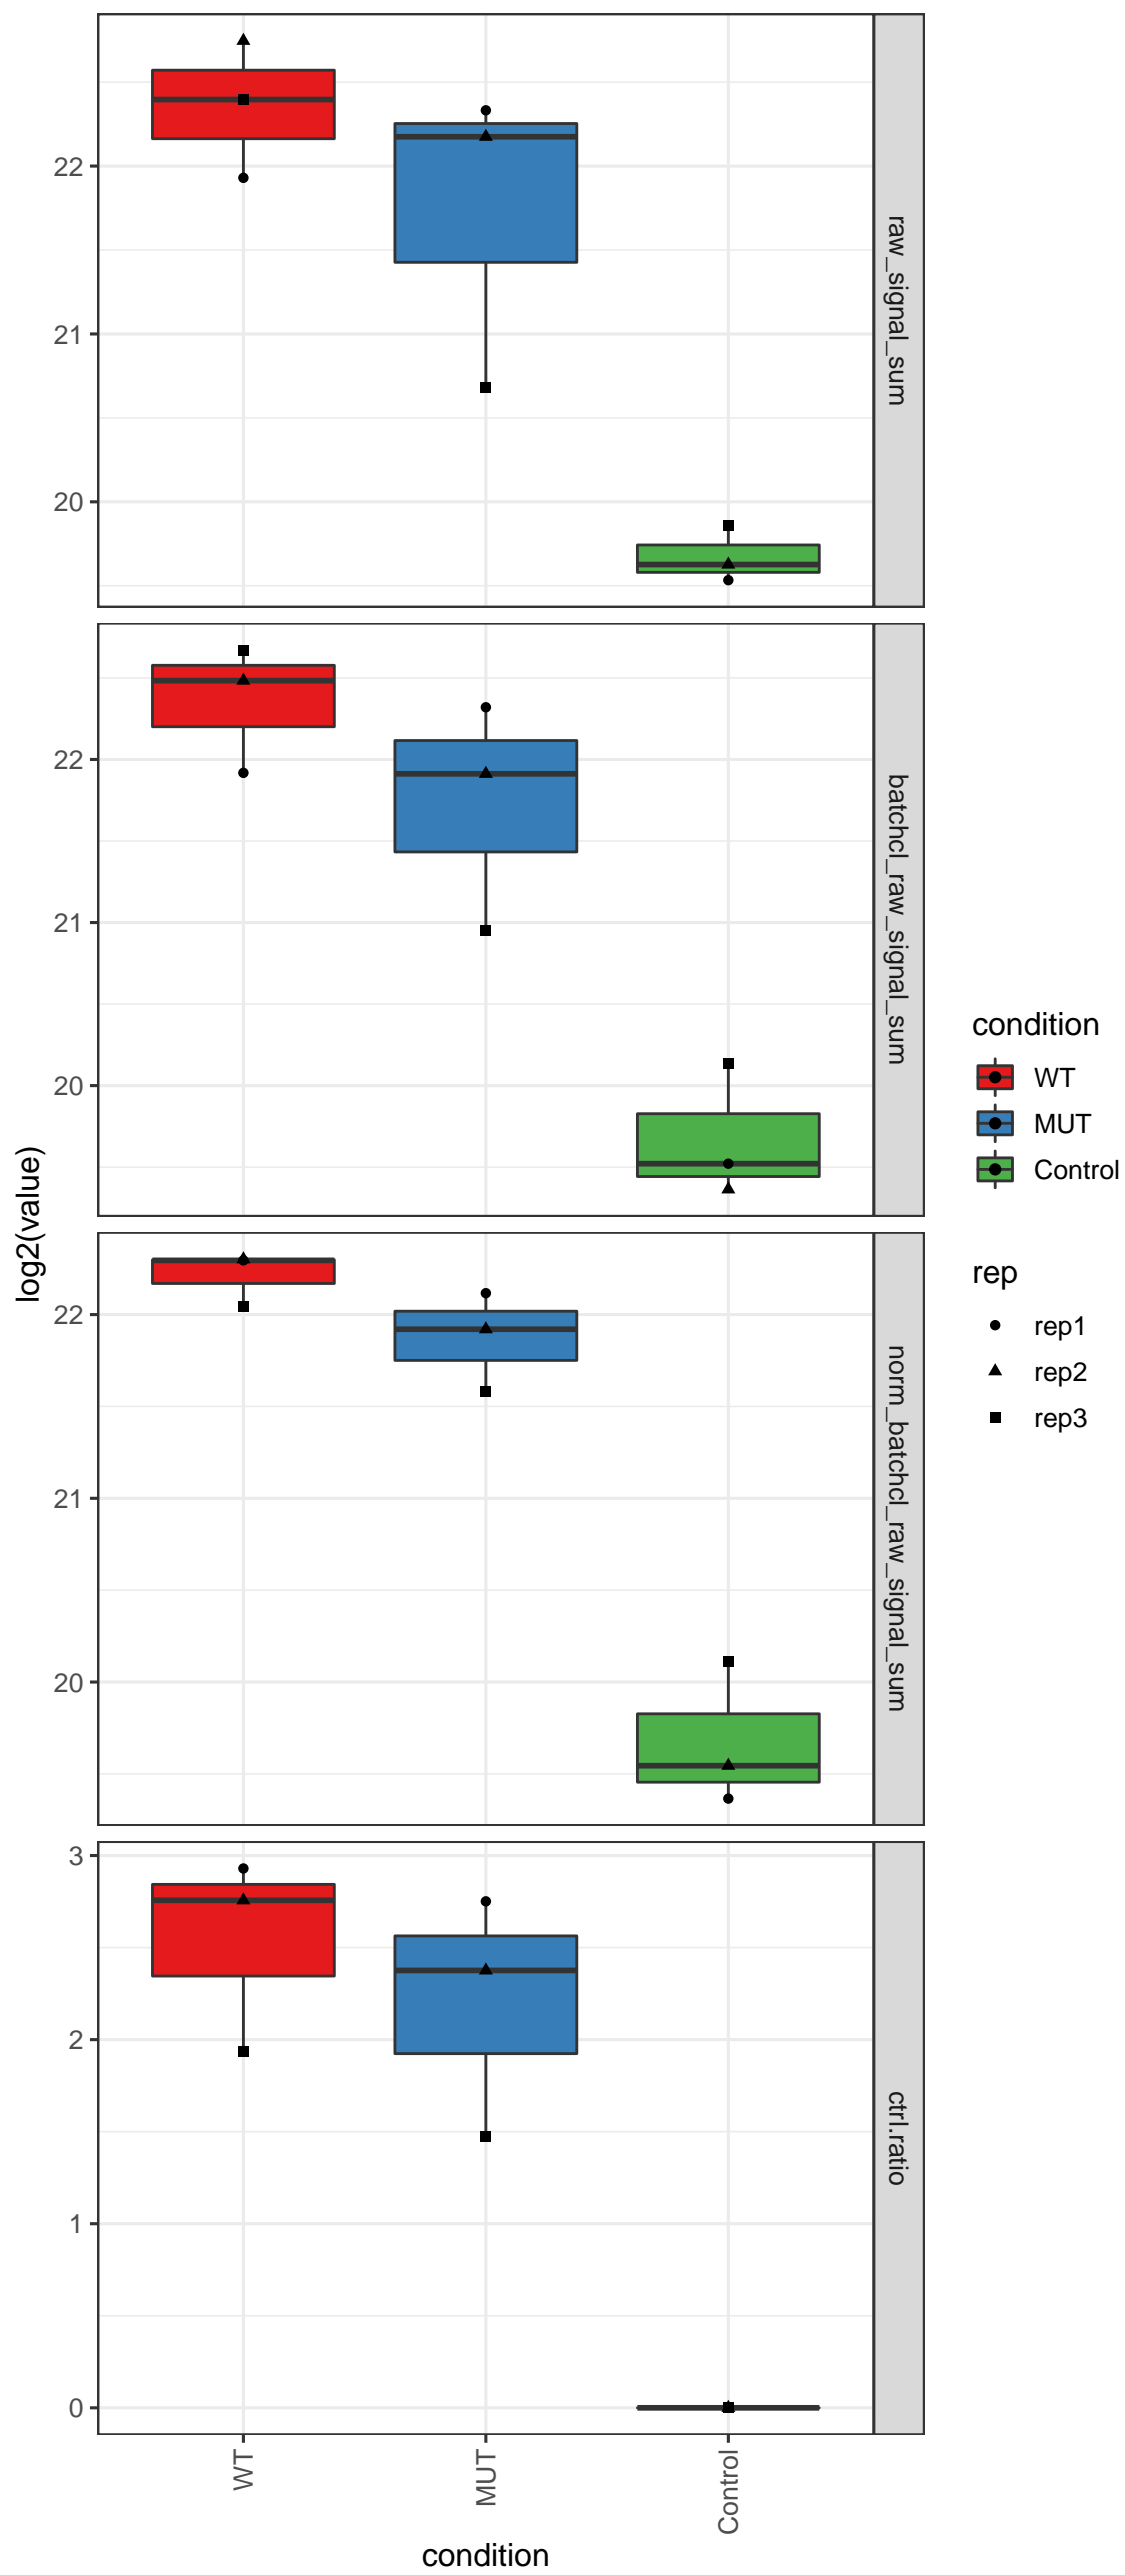 log2(value)
22
21
20
raw_signal_sum
22
21
20
batchcl_raw_signal_sum
22
21
20
norm_batchcl_raw_signal_sum
3
2
1
0
ctrl.ratio
WT
MUT
Control
condition
condition
WT
MUT
Control
rep
rep1
rep2
rep3